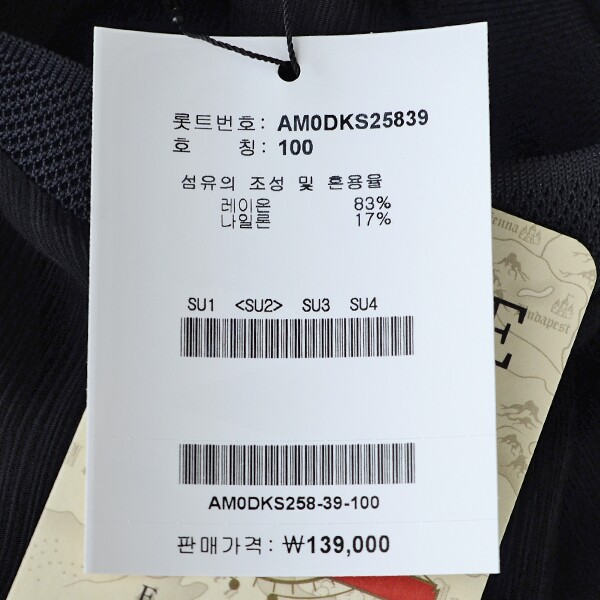 롯트번호: AM0DKS25839
호 칭: 100
섬유의 조성 및 혼용율
레이온 83%
나일론 17%
SU1 <SU2> SU3 SU4
AM0DKS258-39-100
판매가격: ₩139,000
E
Budapest
E